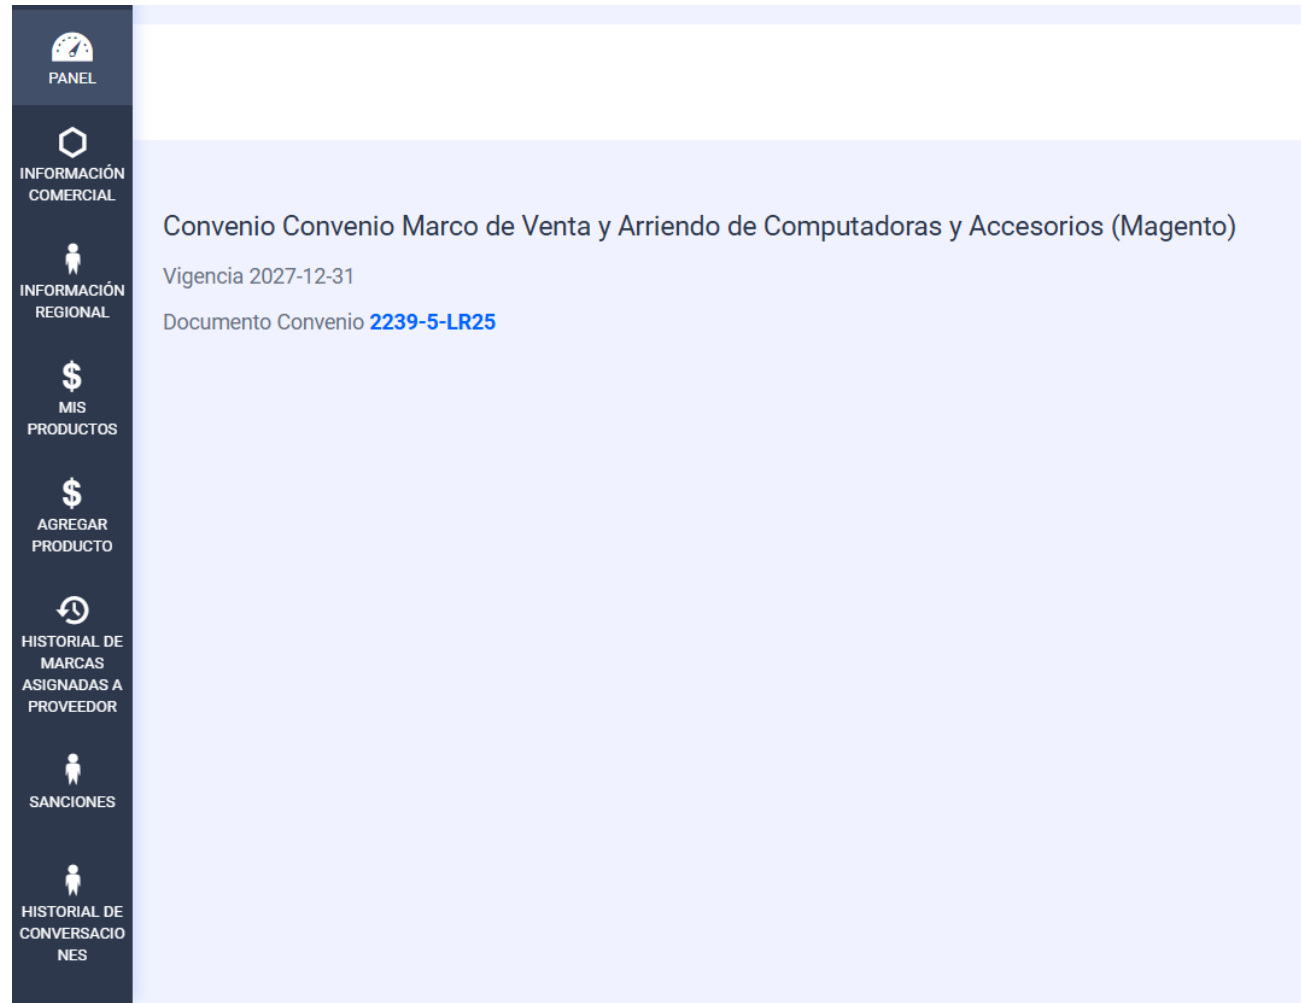 PANEL
INFORMACIÓN
COMERCIAL
INFORMACIÓN
REGIONAL
$
MIS
PRODUCTOS
$
AGREGAR
PRODUCTO
HISTORIAL DE
MARCAS
ASIGNADAS A
PROVEEDOR
SANCIONES
HISTORIAL DE
CONVERSACIO
NES
Convenio Convenio Marco de Venta y Arriendo de Computadoras y Accesorios (Magento)
Vigencia 2027-12-31
Documento Convenio 2239-5-LR25